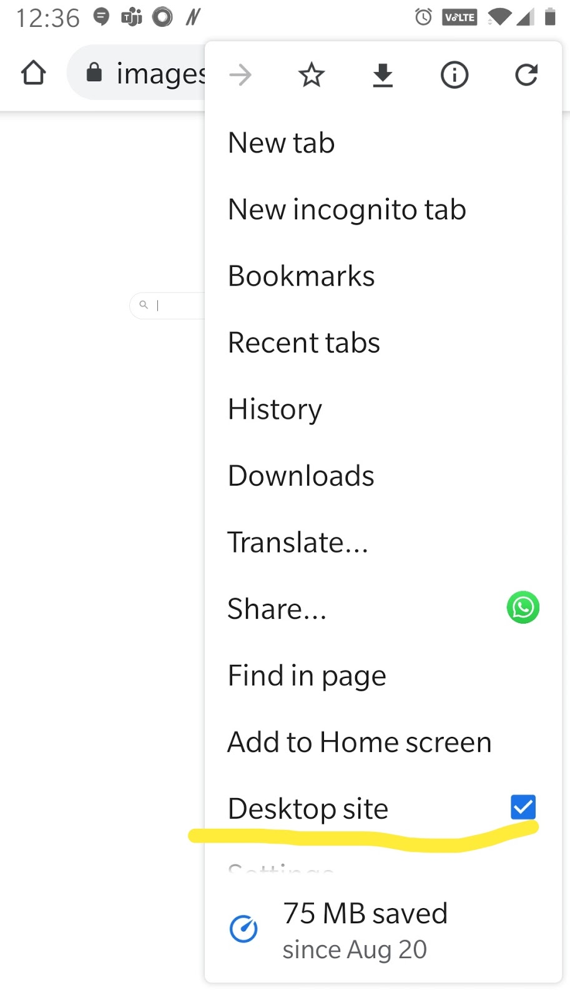 12:36
VoLTE
images
New tab
New incognito tab
Bookmarks
Recent tabs
History
Downloads
Translate...
Share...
Find in page
Add to Home screen
Desktop site
Settings
75 MB saved
since Aug 20